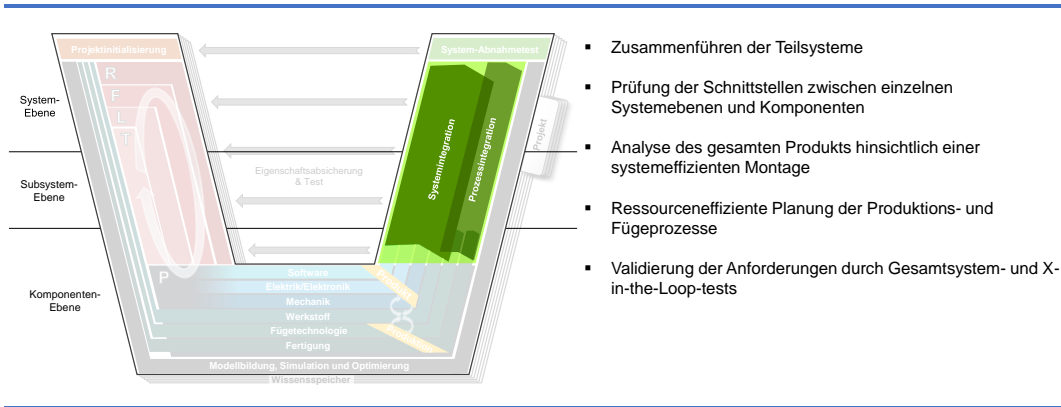 Projektinitialisierung
System-Abnahmetest
R
F
L
T
System-
Ebene
Subsystem-
Ebene
Komponenten-
Ebene
Eigenschaftsabsicherung
& Test
Systemintegration
Prozessintegration
Projekt
P
Software
Elektrik/Elektronik
Mechanik
Werkstoff
Fügetechnologie
Fertigung
Produkt
Produktion
Modellbildung, Simulation und Optimierung
Wissensspeicher
▪ Zusammenführen der Teilsysteme
▪ Prüfung der Schnittstellen zwischen einzelnen
Systemebenen und Komponenten
▪ Analyse des gesamten Produkts hinsichtlich einer
systemeffizienten Montage
▪ Ressourceneffiziente Planung der Produktions- und
Fügeprozesse
▪ Validierung der Anforderungen durch Gesamtsystem- und X-
in-the-Loop-tests